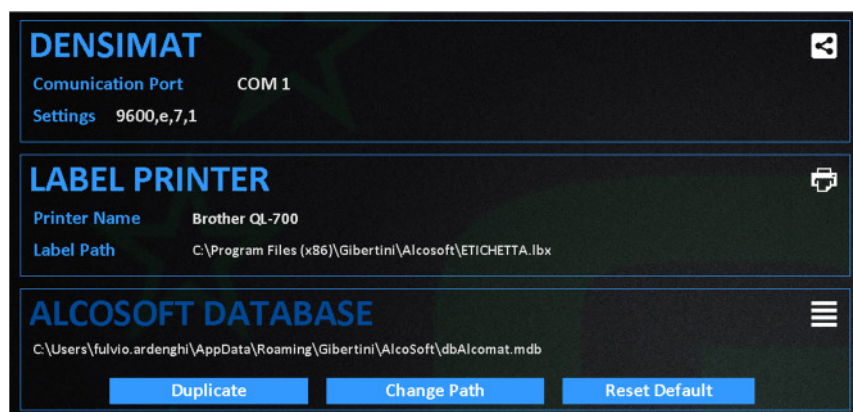 DENSIMAT
Comunication Port COM 1
Settings 9600,e,7,1
LABEL PRINTER
Printer Name Brother QL-700
Label Path C:\Program Files (x86)\Gibertini\Alcosoft\ETICHETTA.lbx
ALCOSOFT DATABASE
C:\Users\fulvio.ardenghi\AppData\Roaming\Gibertini\AlcoSoft\dbAlcomat.mdb
Duplicate Change Path Reset Default